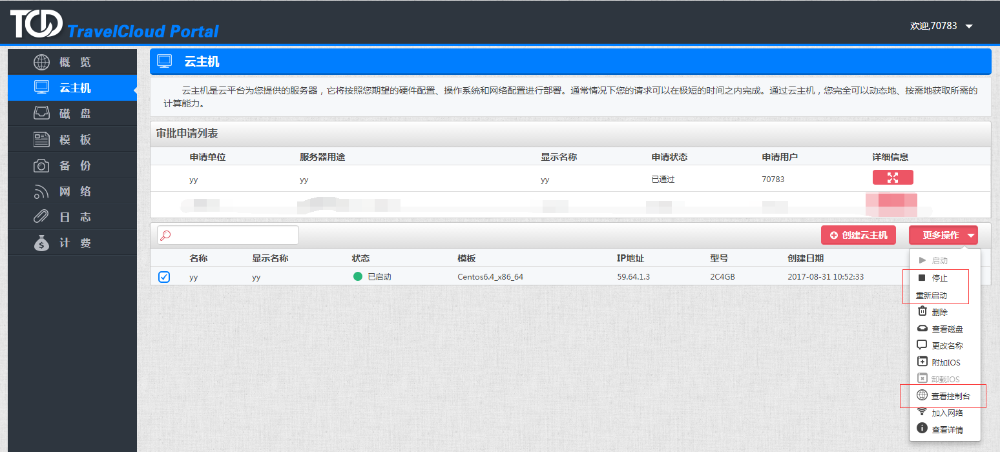 TCD TravelCloud Portal
欢迎,70783
概 览
云主机
磁 盘
模 板
备 份
网 络
日 志
计 费
云主机
云主机是云平台为您提供的服务器，它将按照您期望的硬件配置、操作系统和网络配置进行部署。通常情况下您的请求可以在极短的时间之内完成。通过云主机，您完全可以动态地、按需地获取所需的
计算能力。
审批申请列表
申请单位 服务器用途 显示名称 申请状态 申请用户 详细信息
yy yy yy 已通过 70783
创建云主机 更多操作
名称 显示名称 状态 模板 IP地址 型号 创建日期
yy yy 已启动 Centos6.4_x86_64 59.64.1.3 2C4GB 2017-08-31 10:52:33
启动
停止
重新启动
删除
查看磁盘
更改名称
附加IOS
卸载IOS
查看控制台
加入网络
查看详情